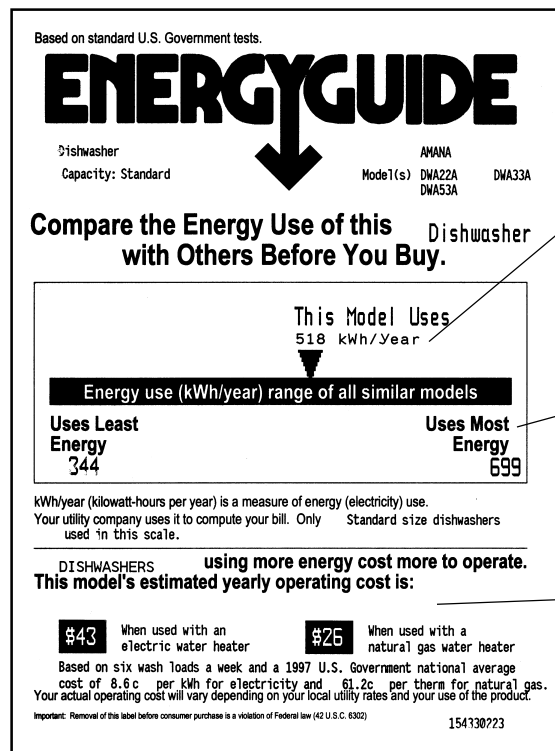 Based on standard U.S. Government tests.
ENERGYGUIDE
Dishwasher AMANA
Capacity: Standard Model(s) DWA22A DWA33A
DWA53A
Compare the Energy Use of this Dishwasher
with Others Before You Buy.
This Model Uses
518 kWh/Year
Energy use (kWh/year) range of all similar models
Uses Least Uses Most
Energy Energy
344 699
kWh/year (kilowatt-hours per year) is a measure of energy (electricity) use.
Your utility company uses it to compute your bill. Only Standard size dishwashers
used in this scale.
DISHWASHERS using more energy cost more to operate.
This model's estimated yearly operating cost is:
$43 When used with an $26 When used with a
electric water heater natural gas water heater
Based on six wash loads a week and a 1997 U.S. Government national average
cost of 8.6c per kWh for electricity and 61.2c per therm for natural gas.
Your actual operating cost will vary depending on your local utility rates and your use of the product.
Important: Removal of this label before consumer purchase is a violation of Federal law (42 U.S.C. 6302)
154330223